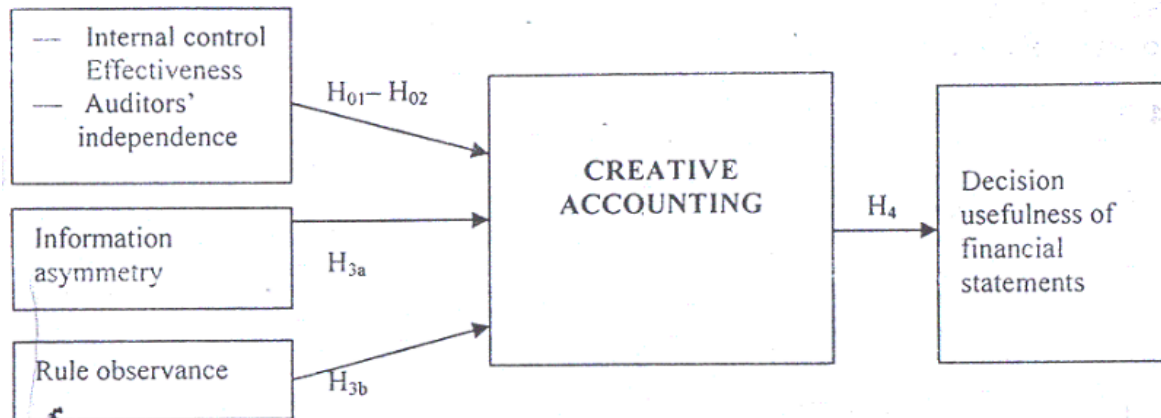 — Internal control
Effectiveness
— Auditors'
independence
H01– H02
CREATIVE
ACCOUNTING
H4
Decision
usefulness of
financial
statements
Information
asymmetry
H3a
Rule observance
H3b